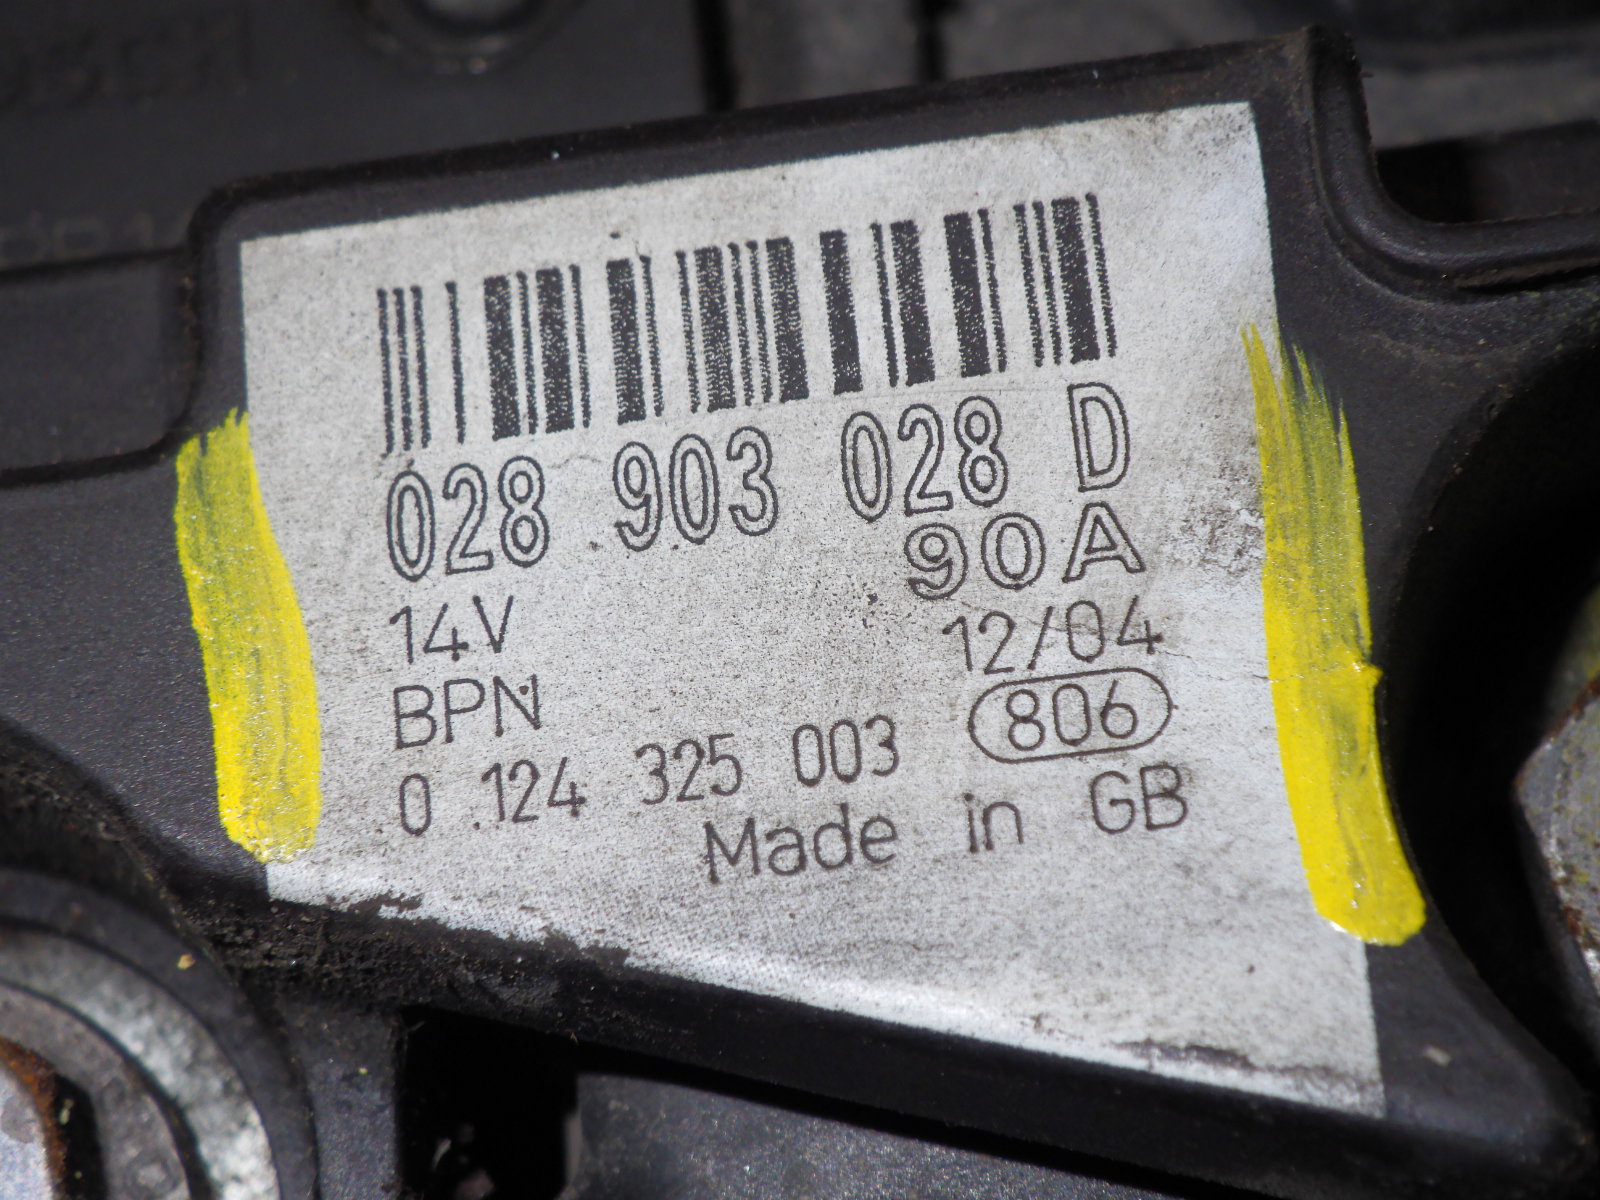 028 903 028 D
90A
14V 12/04
BPN 806
0 124 325 003
Made in GB